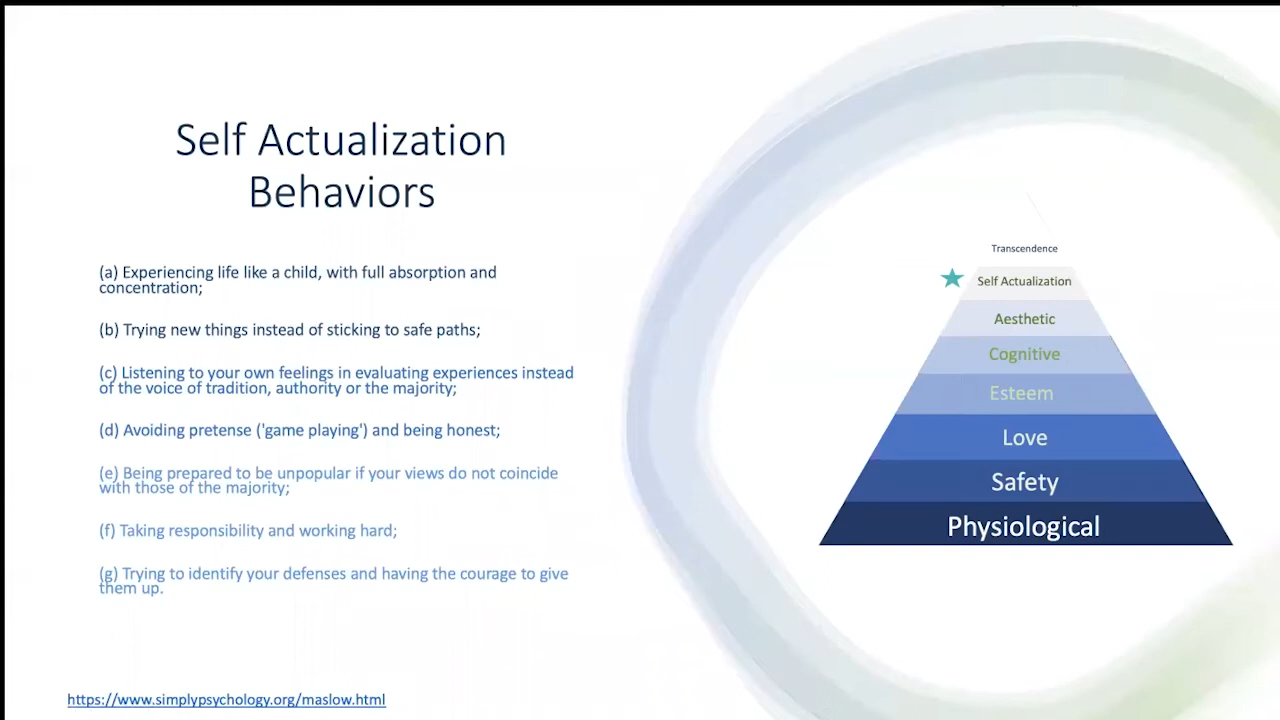 Self Actualization
Behaviors
(a) Experiencing life like a child, with full absorption and
concentration;
(b) Trying new things instead of sticking to safe paths;
(c) Listening to your own feelings in evaluating experiences instead
of the voice of tradition, authority or the majority;
(d) Avoiding pretense ('game playing') and being honest;
(e) Being prepared to be unpopular if your views do not coincide
with those of the majority;
(f) Taking responsibility and working hard;
(g) Trying to identify your defenses and having the courage to give
them up.
https://www.simplypsychology.org/maslow.html
Transcendence
Self Actualization
Aesthetic
Cognitive
Esteem
Love
Safety
Physiological